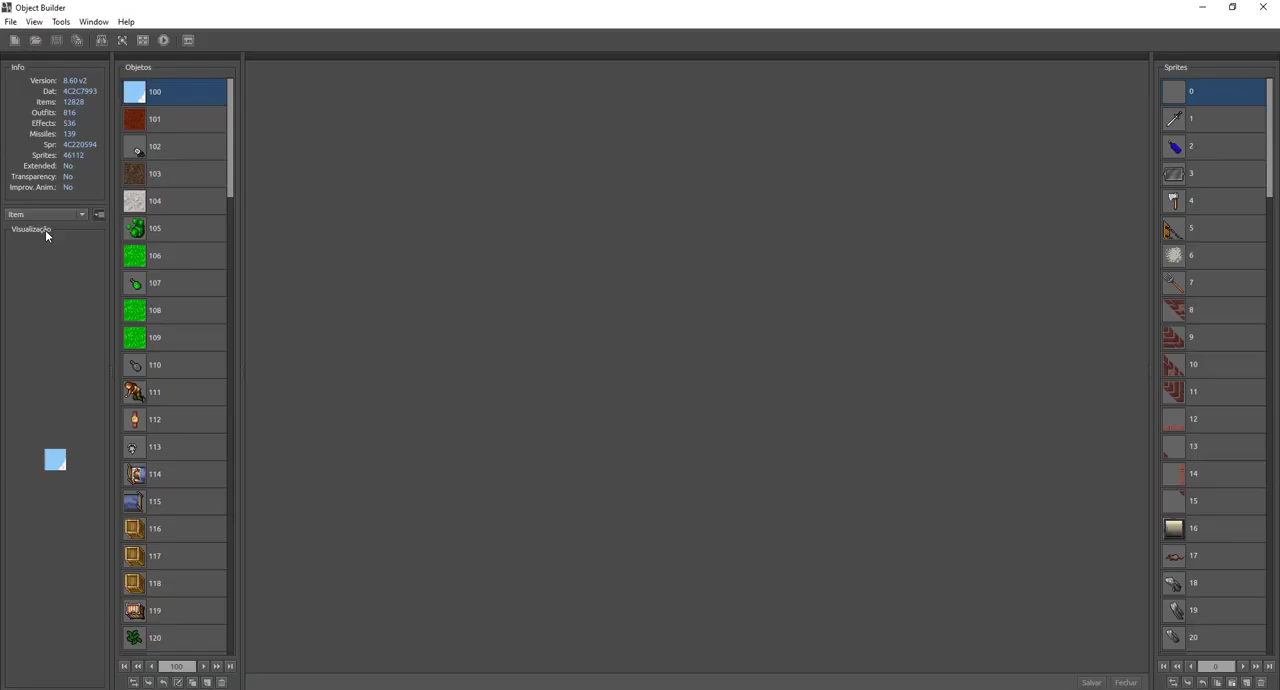 Object Builder
File View Tools Window Help
Info
Version: 8.60 v2
Dat: 4C2C7993
Items: 12828
Outfits: 816
Effects: 536
Missiles: 139
Spr: 4C220594
Sprites: 46112
Extended: No
Transparency: No
Improv. Anim.: No
Item
Visualização
Objetos
100
101
102
103
104
105
106
107
108
109
110
111
112
113
114
115
116
117
118
119
120
100
Salvar Fechar
Sprites
0
1
2
3
4
5
6
7
8
9
10
11
12
13
14
15
16
17
18
19
20
0